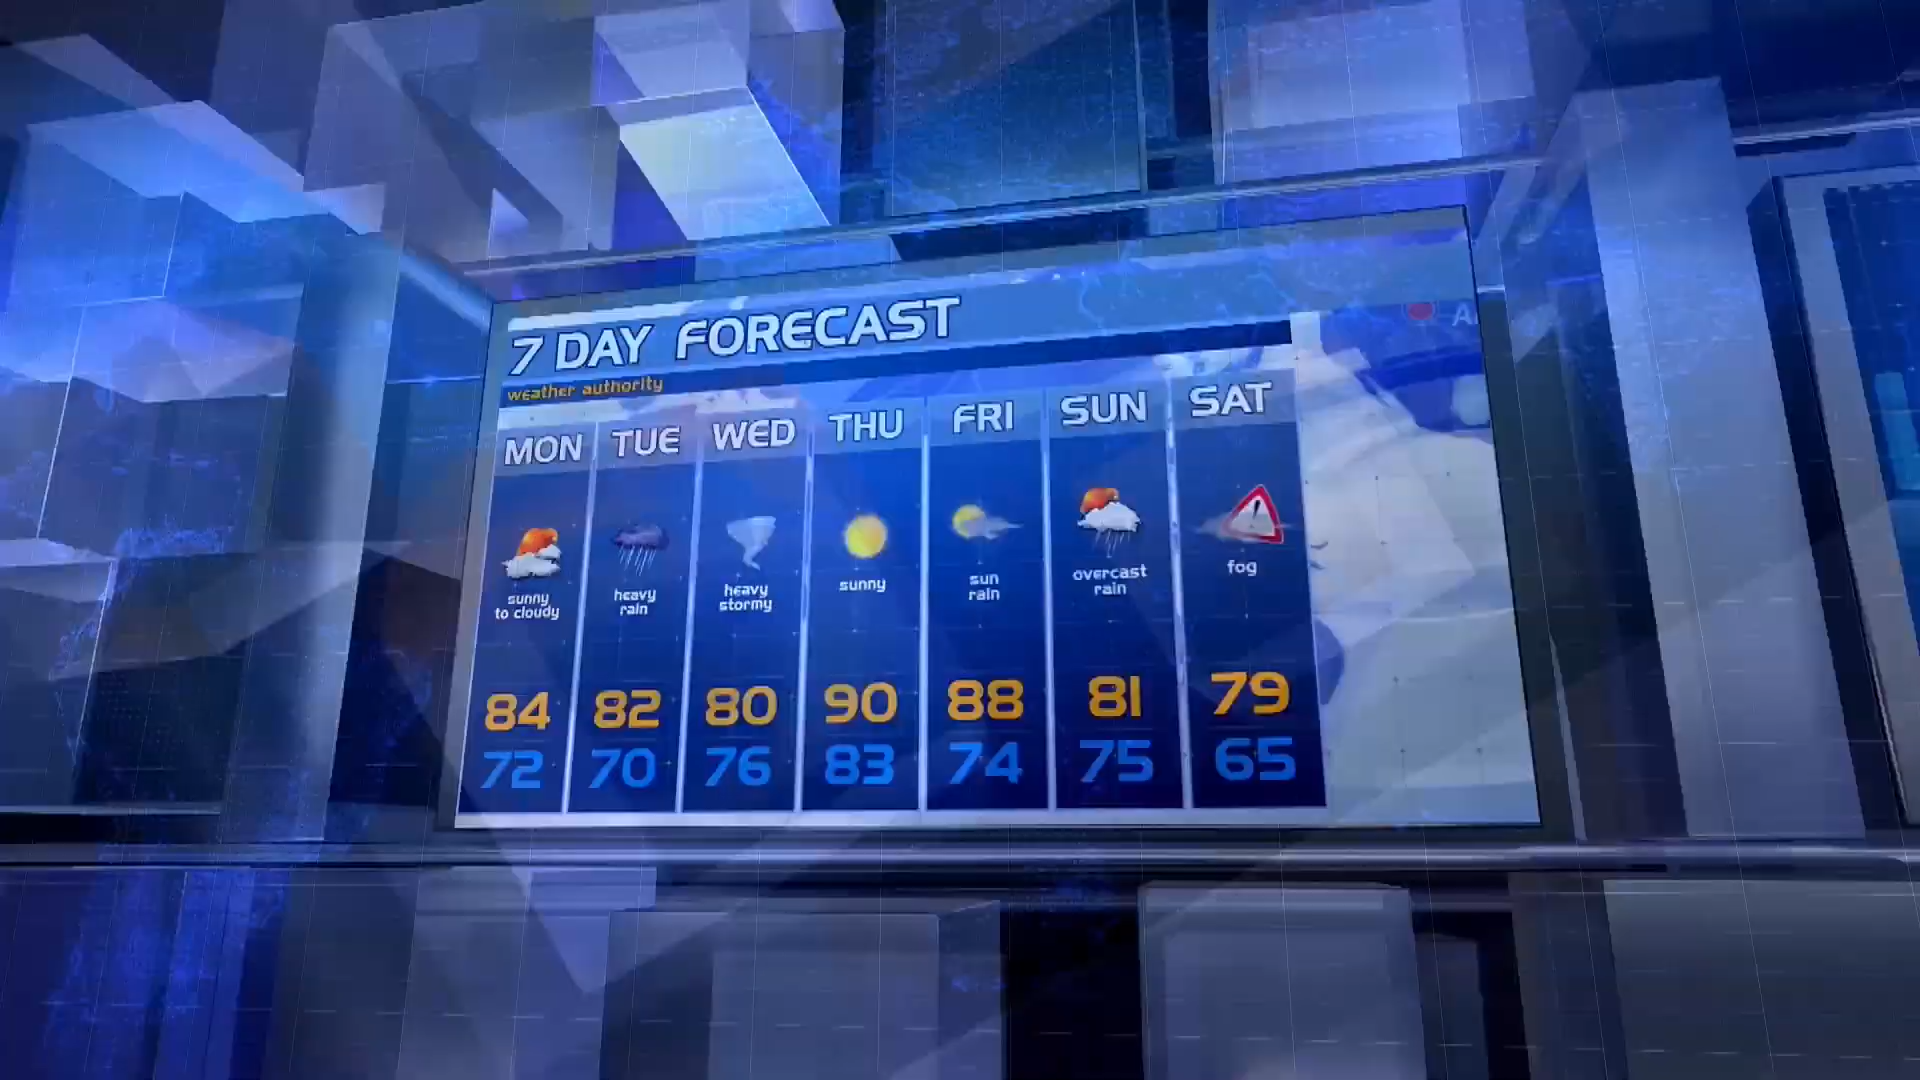 7 DAY FORECAST
weather authority
MON TUE WED THU FRI SUN SAT
sunny
to cloudy
heavy
rain
heavy
stormy
sunny
sun
rain
overcast
rain
fog
84 82 80 90 88 81 79
72 70 76 83 74 75 65